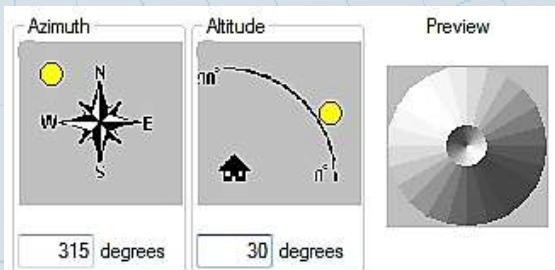 Azimuth
N
W
E
S
315 degrees
Altitude
30 degrees
Preview